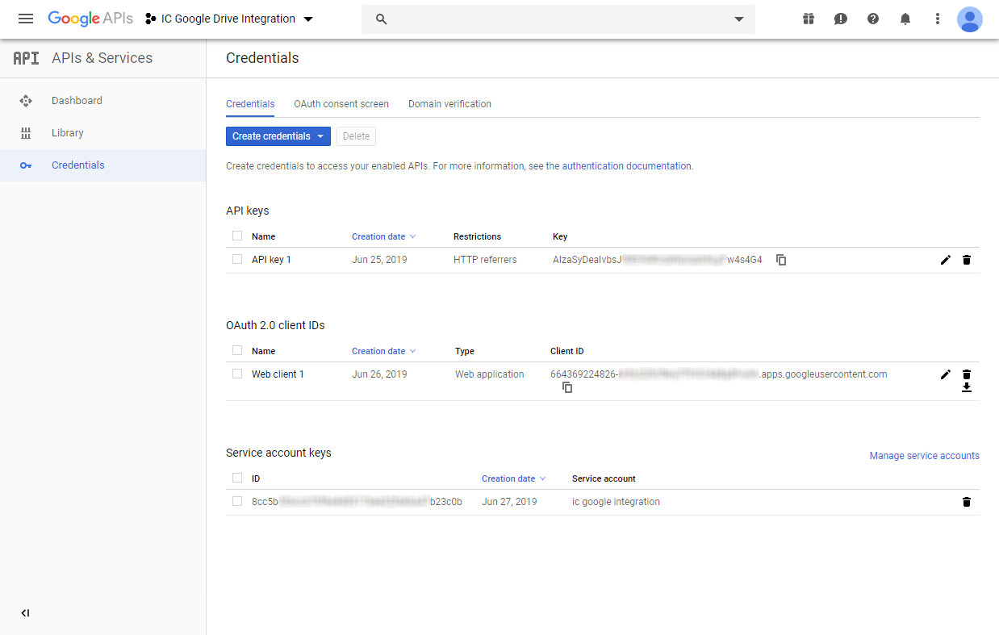 Google APIs IC Google Drive Integration
API APIs & Services
Credentials
Dashboard
Library
Credentials
Credentials OAuth consent screen Domain verification
Create credentials Delete
Create credentials to access your enabled APIs. For more information, see the authentication documentation.
API keys
Name Creation date Restrictions Key
API key 1 Jun 25, 2019 HTTP referrers AIzaSyDeaIvbsJ w4s4G4
OAuth 2.0 client IDs
Name Creation date Type Client ID
Web client 1 Jun 26, 2019 Web application 664369224826- .apps.googleusercontent.com
Service account keys
Manage service accounts
ID Creation date Service account
8cc5b b23c0b Jun 27, 2019 ic google integration